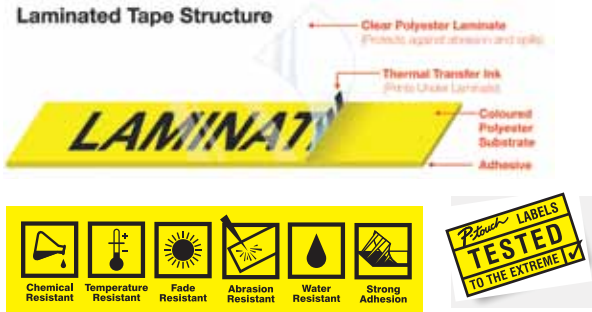 Laminated Tape Structure
Clear Polyester Laminate
(Protects against abrasion and spills)
Thermal Transfer Ink
(Prints Under Laminate)
LAMINAT
Coloured
Polyester
Substrate
Adhesive
Chemical
Resistant
Temperature
Resistant
Fade
Resistant
Abrasion
Resistant
Water
Resistant
Strong
Adhesion
P-touch LABELS
TESTED
TO THE EXTREME